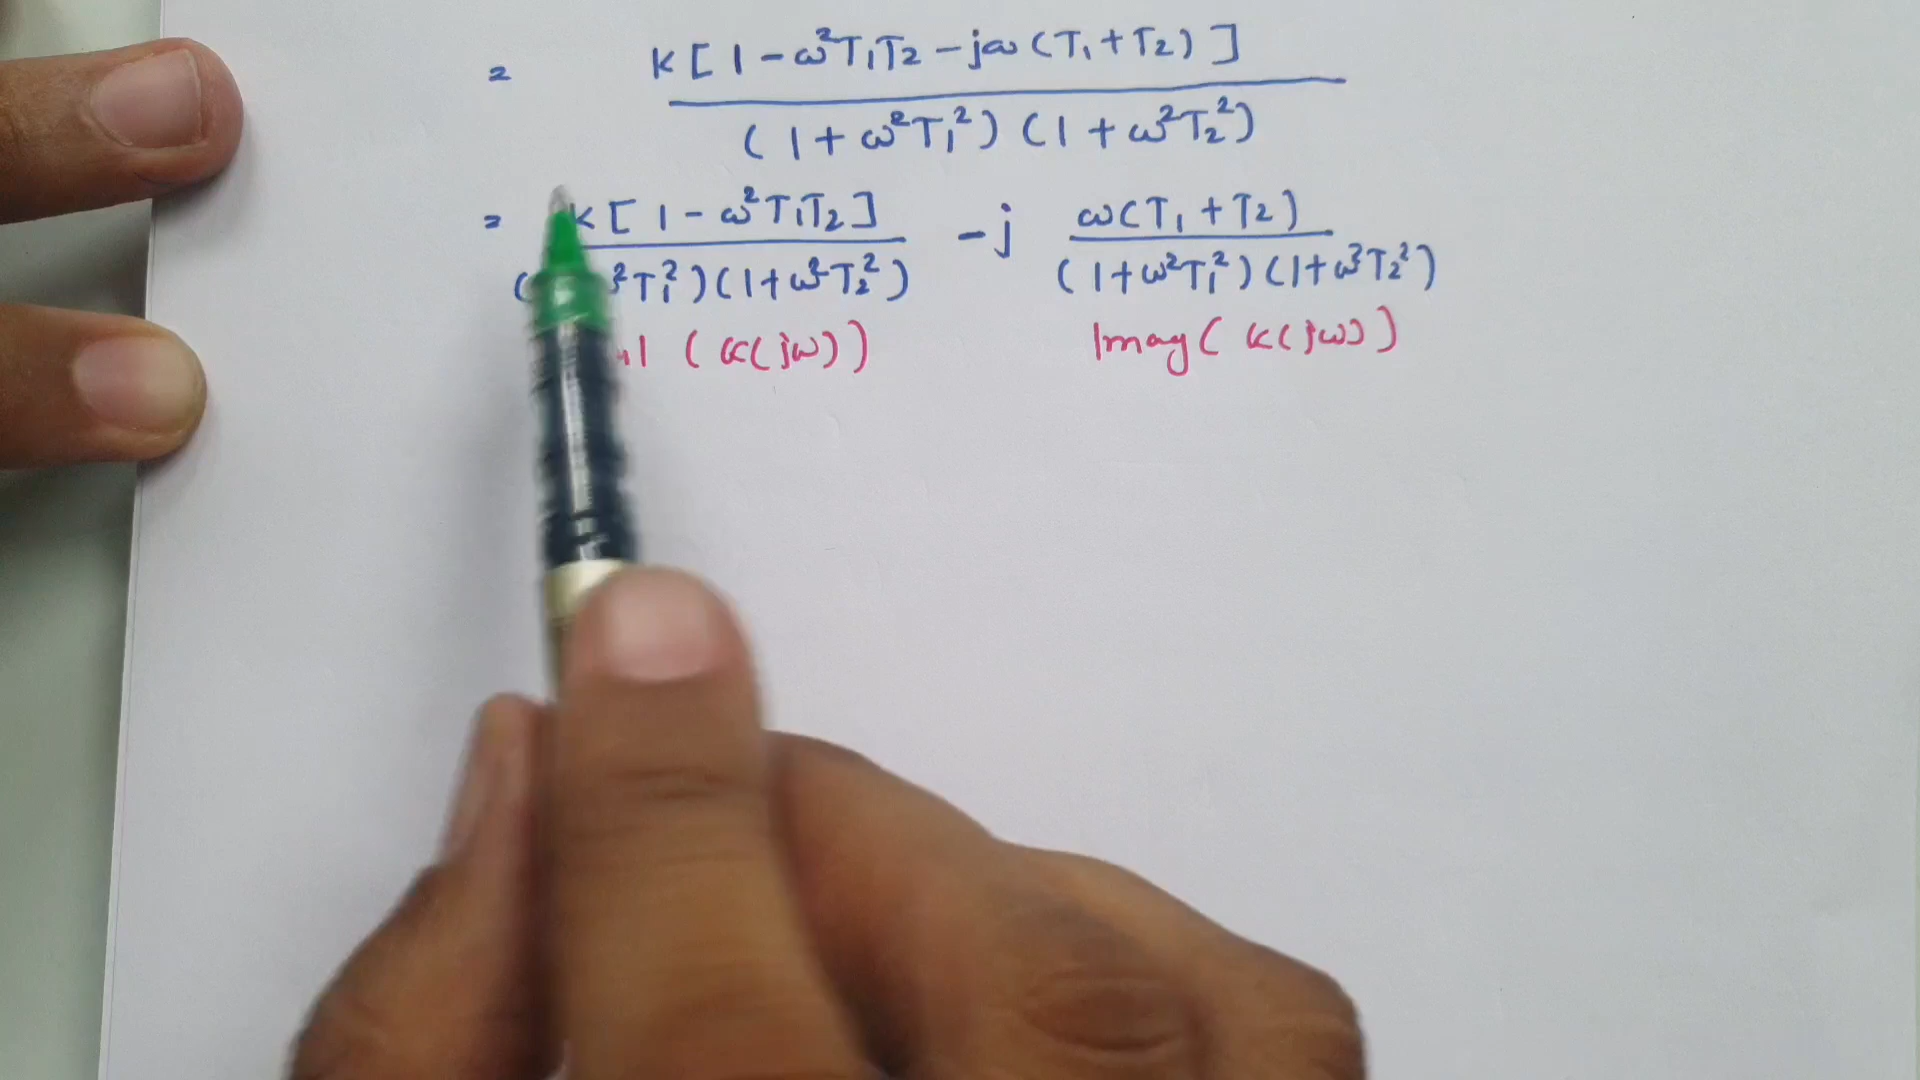 = K[1-ω²T₁T₂-jω(T₁+T₂)]
(1+ω²T₁²)(1+ω²T₂²)
= K[1-ω²T₁T₂] -j ω(T₁+T₂)
( ²T₁²)(1+ω²T₂²) (1+ω²T₁²)(1+ω²T₂²)
(K(jω)) Imag(K(jω))